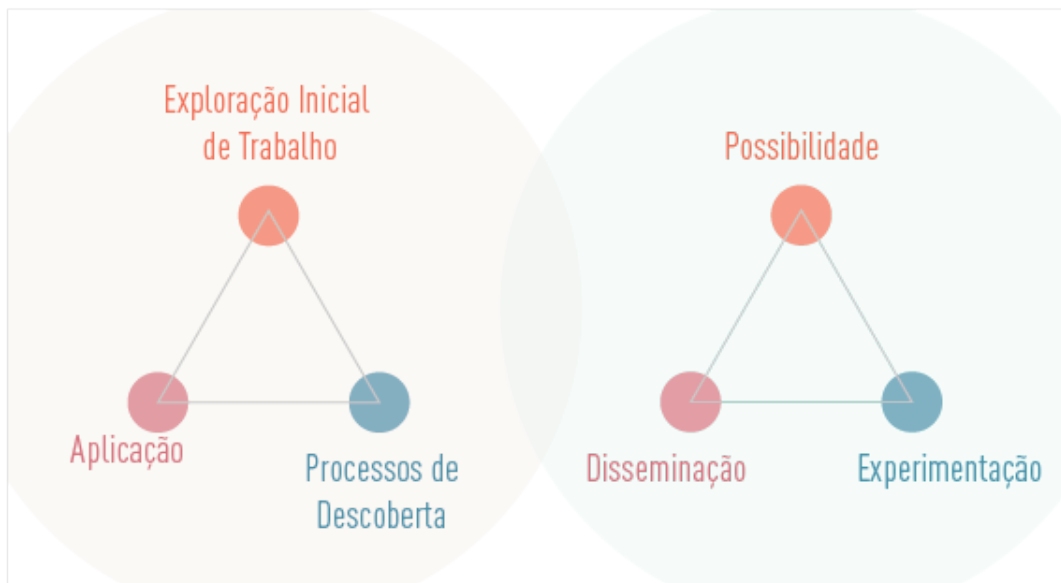 Exploração Inicial
de Trabalho
Aplicação
Processos de
Descoberta
Possibilidade
Disseminação
Experimentação